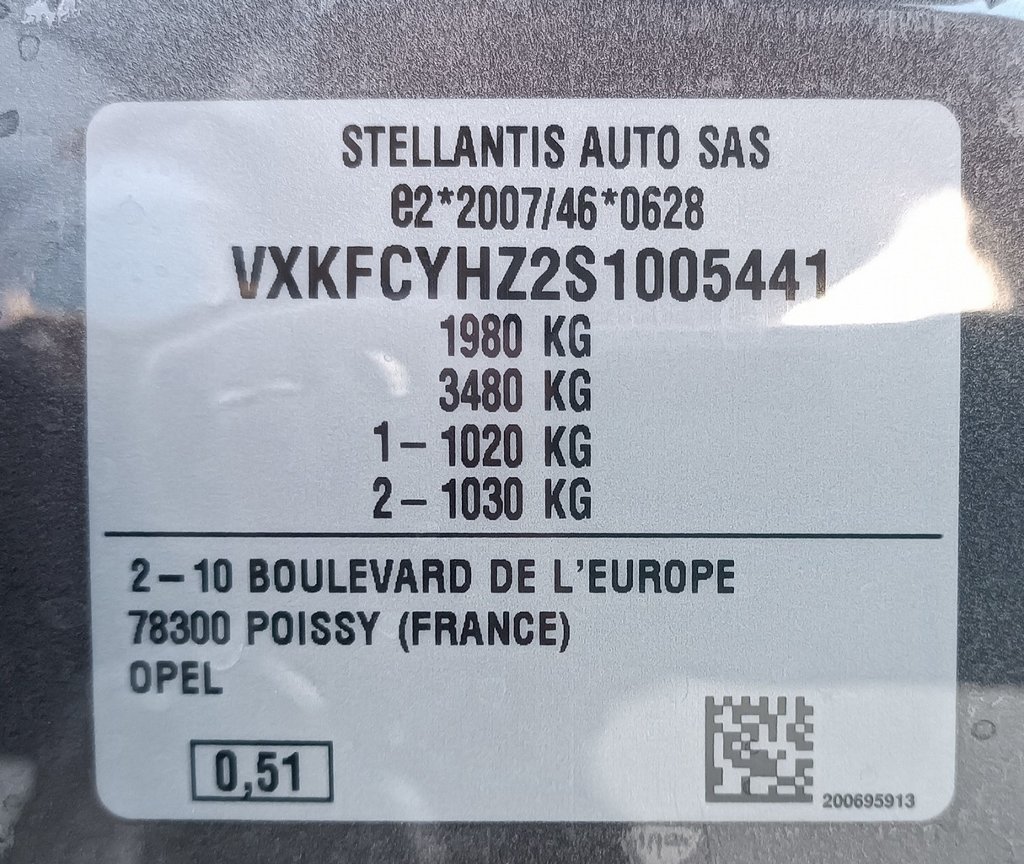 STELLANTIS AUTO SAS
e2*2007/46*0628
VXKFCYHZ2S1005441
1980 KG
3480 KG
1– 1020 KG
2– 1030 KG
2–10 BOULEVARD DE L'EUROPE
78300 POISSY (FRANCE)
OPEL
0,51
200695913